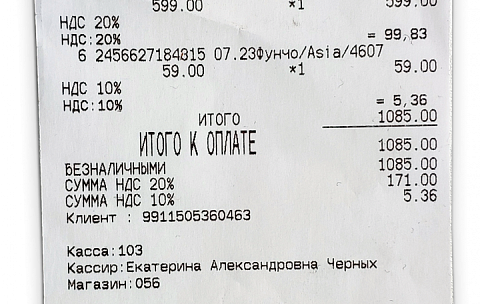 599.00 *1 599.00
НДС 20%
НДС:20% = 99,83
6 2456627184815 07.23Фунчо/Asia/4607
59.00 *1 59.00
НДС 10%
НДС:10% = 5,36
ИТОГО 1085.00
ИТОГО К ОПЛАТЕ 1085.00
БЕЗНАЛИЧНЫМИ 1085.00
СУММА НДС 20% 171.00
СУММА НДС 10% 5.36
Клиент : 9911505360463
Касса:103
Кассир:Екатерина Александровна Черных
Магазин:056